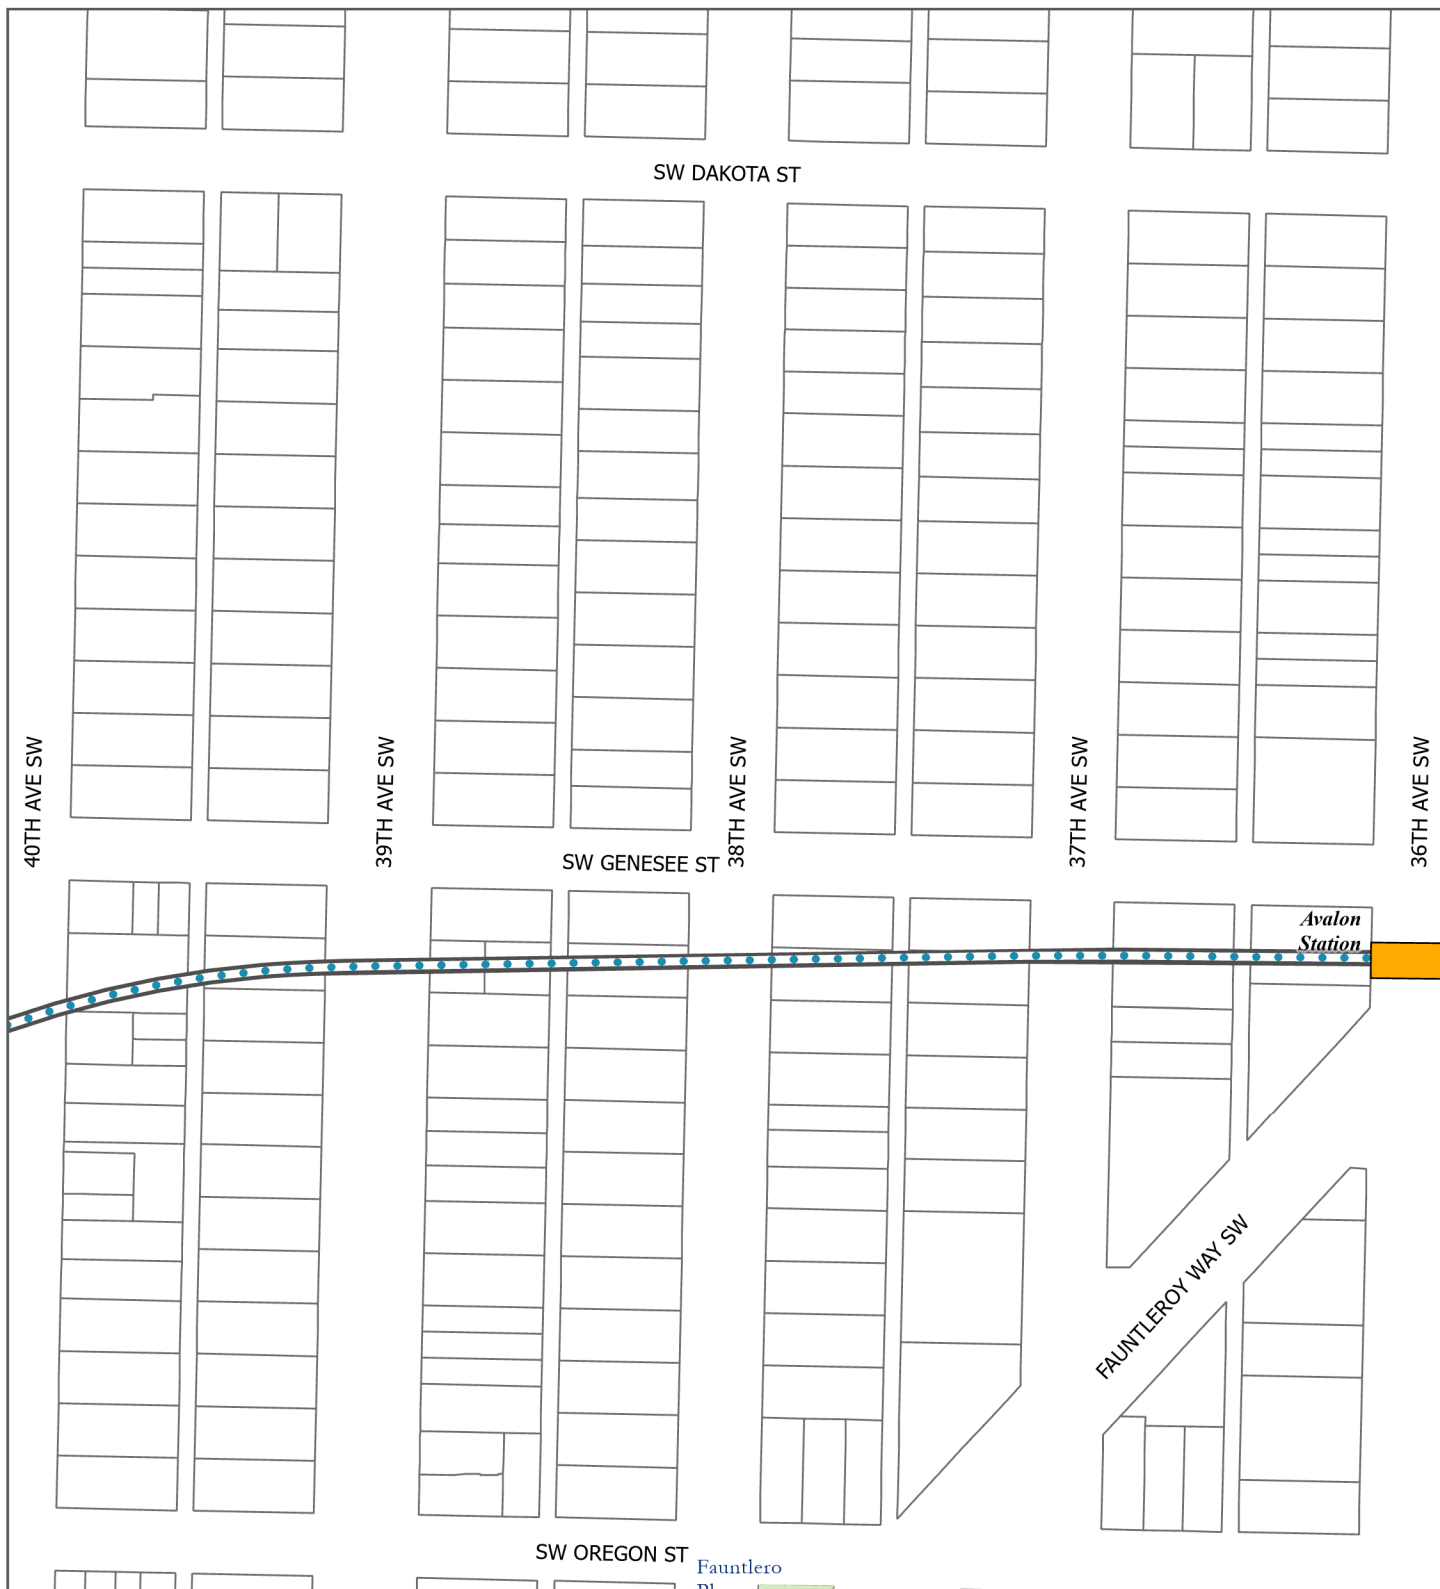 SW DAKOTA ST
40TH AVE SW
39TH AVE SW
38TH AVE SW
37TH AVE SW
36TH AVE SW
SW GENESEE ST
Avalon
Station
FAUNTLEROY WAY SW
SW OREGON ST
Fauntlero